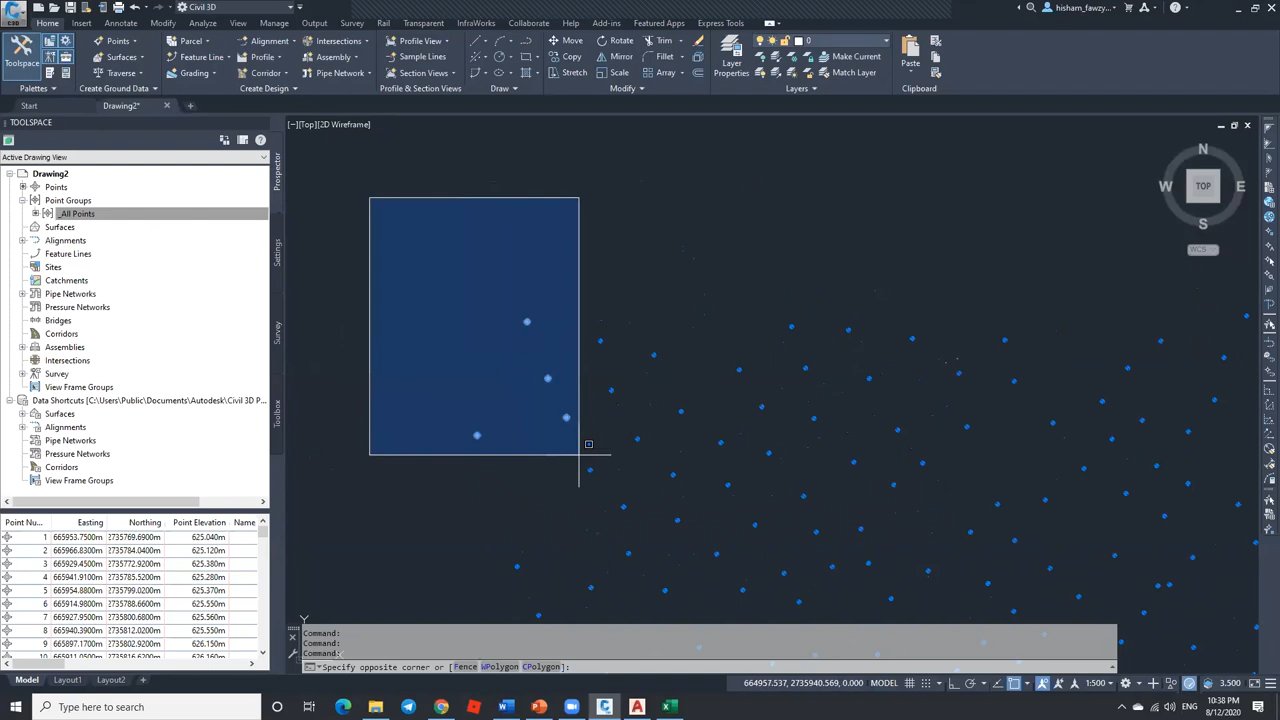 C3D
Civil 3D
hisham_fawzy...
Home Insert Annotate Modify Analyze View Manage Output Survey Rail Transparent InfraWorks Collaborate Help Add-ins Featured Apps Express Tools
Toolspace
Palettes
Points
Surfaces
Traverse
Create Ground Data
Parcel
Feature Line
Grading
Alignment
Profile
Corridor
Intersections
Assembly
Pipe Network
Create Design
Profile View
Sample Lines
Section Views
Profile & Section Views
Draw
Move
Copy
Stretch
Rotate
Mirror
Scale
Trim
Fillet
Array
Modify
Layer
Properties
0
Make Current
Match Layer
Layers
Paste
Clipboard
Start
Drawing2*
TOOLSPACE
Active Drawing View
Drawing2
Points
Point Groups
_All Points
Surfaces
Alignments
Feature Lines
Sites
Catchments
Pipe Networks
Pressure Networks
Bridges
Corridors
Assemblies
Intersections
Survey
View Frame Groups
Data Shortcuts [C:\Users\Public\Documents\Autodesk\Civil 3D P...
Surfaces
Alignments
Pipe Networks
Pressure Networks
Corridors
View Frame Groups
Prospector
Settings
Survey
Toolbox
[−][Top][2D Wireframe]
N
W TOP E
S
WCS
Point Nu... Easting Northing Point Elevation Name
1 665953.7500m 2735769.6900m 625.040m
2 665966.8300m 2735784.0400m 625.120m
3 665929.4500m 2735772.9200m 625.380m
4 665941.9100m 2735785.5200m 625.280m
5 665954.8800m 2735799.0200m 625.370m
6 665914.9800m 2735788.6600m 625.550m
7 665927.9500m 2735800.6800m 625.560m
8 665940.3900m 2735812.0200m 625.550m
9 665897.1700m 2735802.9200m 626.150m
10 665911.0500m 2735816.6200m 626.160m
Y
Command:
Command:
Command:
Specify opposite corner or [Fence WPolygon CPolygon]:
Model Layout1 Layout2
664957.537, 2735940.569, 0.000 MODEL 1:500 3.500
Type here to search
10:38 PM
8/12/2020